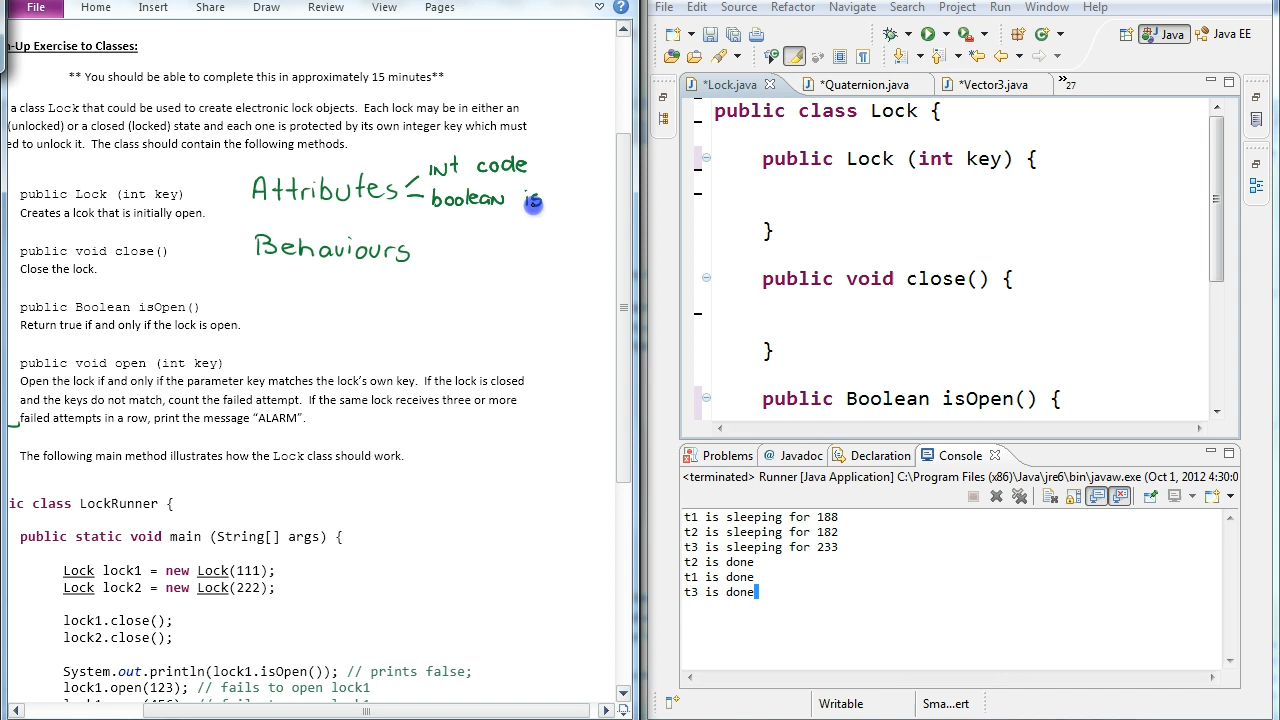 File Home Insert Share Draw Review View Pages
-Up Exercise to Classes:
** You should be able to complete this in approximately 15 minutes**
a class Lock that could be used to create electronic lock objects. Each lock may be in either an
(unlocked) or a closed (locked) state and each one is protected by its own integer key which must
ed to unlock it. The class should contain the following methods.
public Lock (int key)
Creates a lcok that is initially open.
public void close()
Close the lock.
public Boolean isOpen()
Return true if and only if the lock is open.
public void open (int key)
Open the lock if and only if the parameter key matches the lock's own key. If the lock is closed
and the keys do not match, count the failed attempt. If the same lock receives three or more
failed attempts in a row, print the message “ALARM”.
The following main method illustrates how the Lock class should work.
ic class LockRunner {
public static void main (String[] args) {
Lock lock1 = new Lock(111);
Lock lock2 = new Lock(222);
lock1.close();
lock2.close();
System.out.println(lock1.isOpen()); // prints false;
lock1.open(123); // fails to open lock1
Attributes
int code
boolean is
Behaviours
File Edit Source Refactor Navigate Search Project Run Window Help
Java Java EE
*Lock.java *Quaternion.java *Vector3.java »27
public class Lock {
public Lock (int key) {
}
public void close() {
}
public Boolean isOpen() {
Problems Javadoc Declaration Console
<terminated> Runner [Java Application] C:\Program Files (x86)\Java\jre6\bin\javaw.exe (Oct 1, 2012 4:30:0
t1 is sleeping for 188
t2 is sleeping for 182
t3 is sleeping for 233
t2 is done
t1 is done
t3 is done
Writable Sma...ert